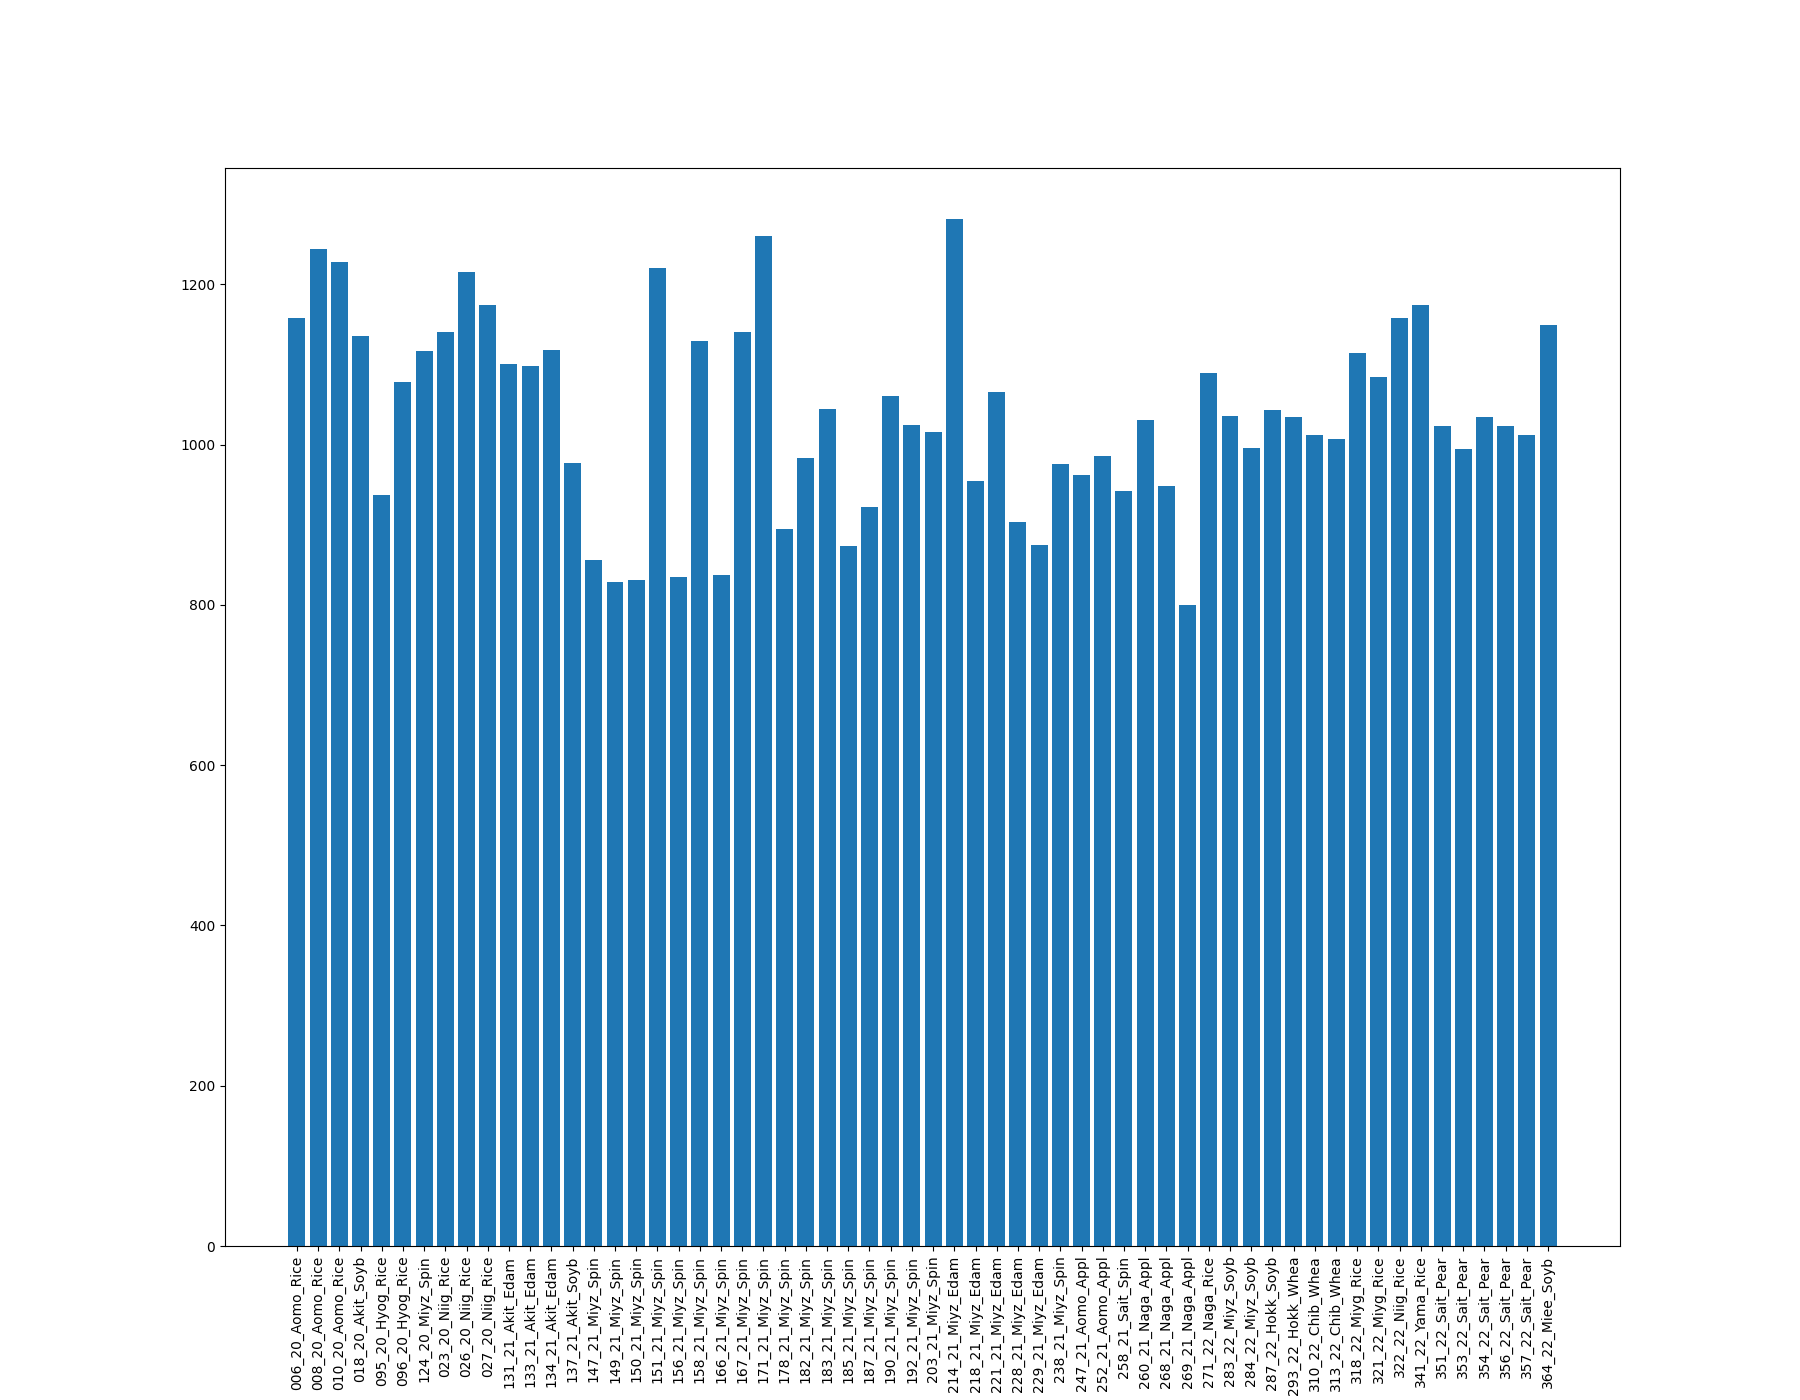 1200
1000
800
600
400
200
0
006_20_Aomo_Rice
008_20_Aomo_Rice
010_20_Aomo_Rice
018_20_Akit_Soyb
095_20_Hyog_Rice
096_20_Hyog_Rice
124_20_Miyz_Spin
023_20_Niig_Rice
026_20_Niig_Rice
027_20_Niig_Rice
131_21_Akit_Edam
133_21_Akit_Edam
134_21_Akit_Edam
137_21_Akit_Soyb
147_21_Miyz_Spin
149_21_Miyz_Spin
150_21_Miyz_Spin
151_21_Miyz_Spin
156_21_Miyz_Spin
158_21_Miyz_Spin
166_21_Miyz_Spin
167_21_Miyz_Spin
171_21_Miyz_Spin
178_21_Miyz_Spin
182_21_Miyz_Spin
183_21_Miyz_Spin
185_21_Miyz_Spin
187_21_Miyz_Spin
190_21_Miyz_Spin
192_21_Miyz_Spin
203_21_Miyz_Spin
214_21_Miyz_Edam
218_21_Miyz_Edam
221_21_Miyz_Edam
228_21_Miyz_Edam
229_21_Miyz_Edam
238_21_Miyz_Spin
247_21_Aomo_Appl
252_21_Aomo_Appl
258_21_Sait_Spin
260_21_Naga_Appl
268_21_Naga_Appl
269_21_Naga_Appl
271_22_Naga_Rice
283_22_Miyz_Soyb
284_22_Miyz_Soyb
287_22_Hokk_Soyb
293_22_Hokk_Whea
310_22_Chib_Whea
313_22_Chib_Whea
318_22_Miyg_Rice
321_22_Miyg_Rice
322_22_Niig_Rice
341_22_Yama_Rice
351_22_Sait_Pear
353_22_Sait_Pear
354_22_Sait_Pear
356_22_Sait_Pear
357_22_Sait_Pear
364_22_Miee_Soyb